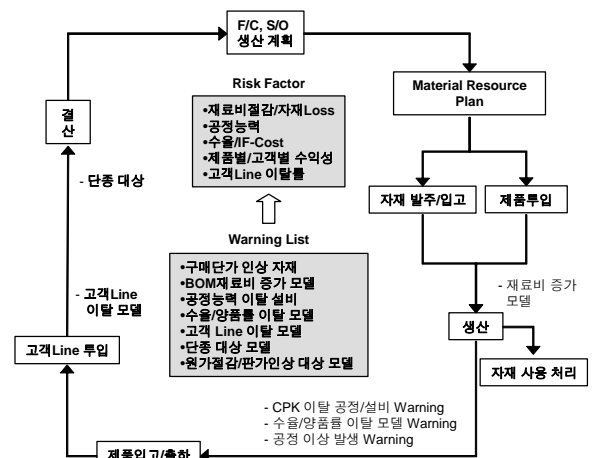 F/C, S/O
생산 계획
Risk Factor
•재료비절감/자재Loss
•공정능력
•수율/IF-Cost
•제품별/고객별 수익성
•고객Line 이탈률
Material Resource
Plan
결
산
- 단종 대상
자재 발주/입고
제품투입
Warning List
•구매단가 인상 자재
•BOM재료비 증가 모델
•공정능력 이탈 설비
•수율/양품률 이탈 모델
•고객 Line 이탈 모델
•단종 대상 모델
•원가절감/판가인상 대상 모델
- 재료비 증가
모델
- 고객Line
이탈 모델
생산
고객Line 투입
자재 사용 처리
- CPK 이탈 공정/설비 Warning
- 수율/양품률 이탈 모델 Warning
- 공정 이상 발생 Warning
제품입고/출하